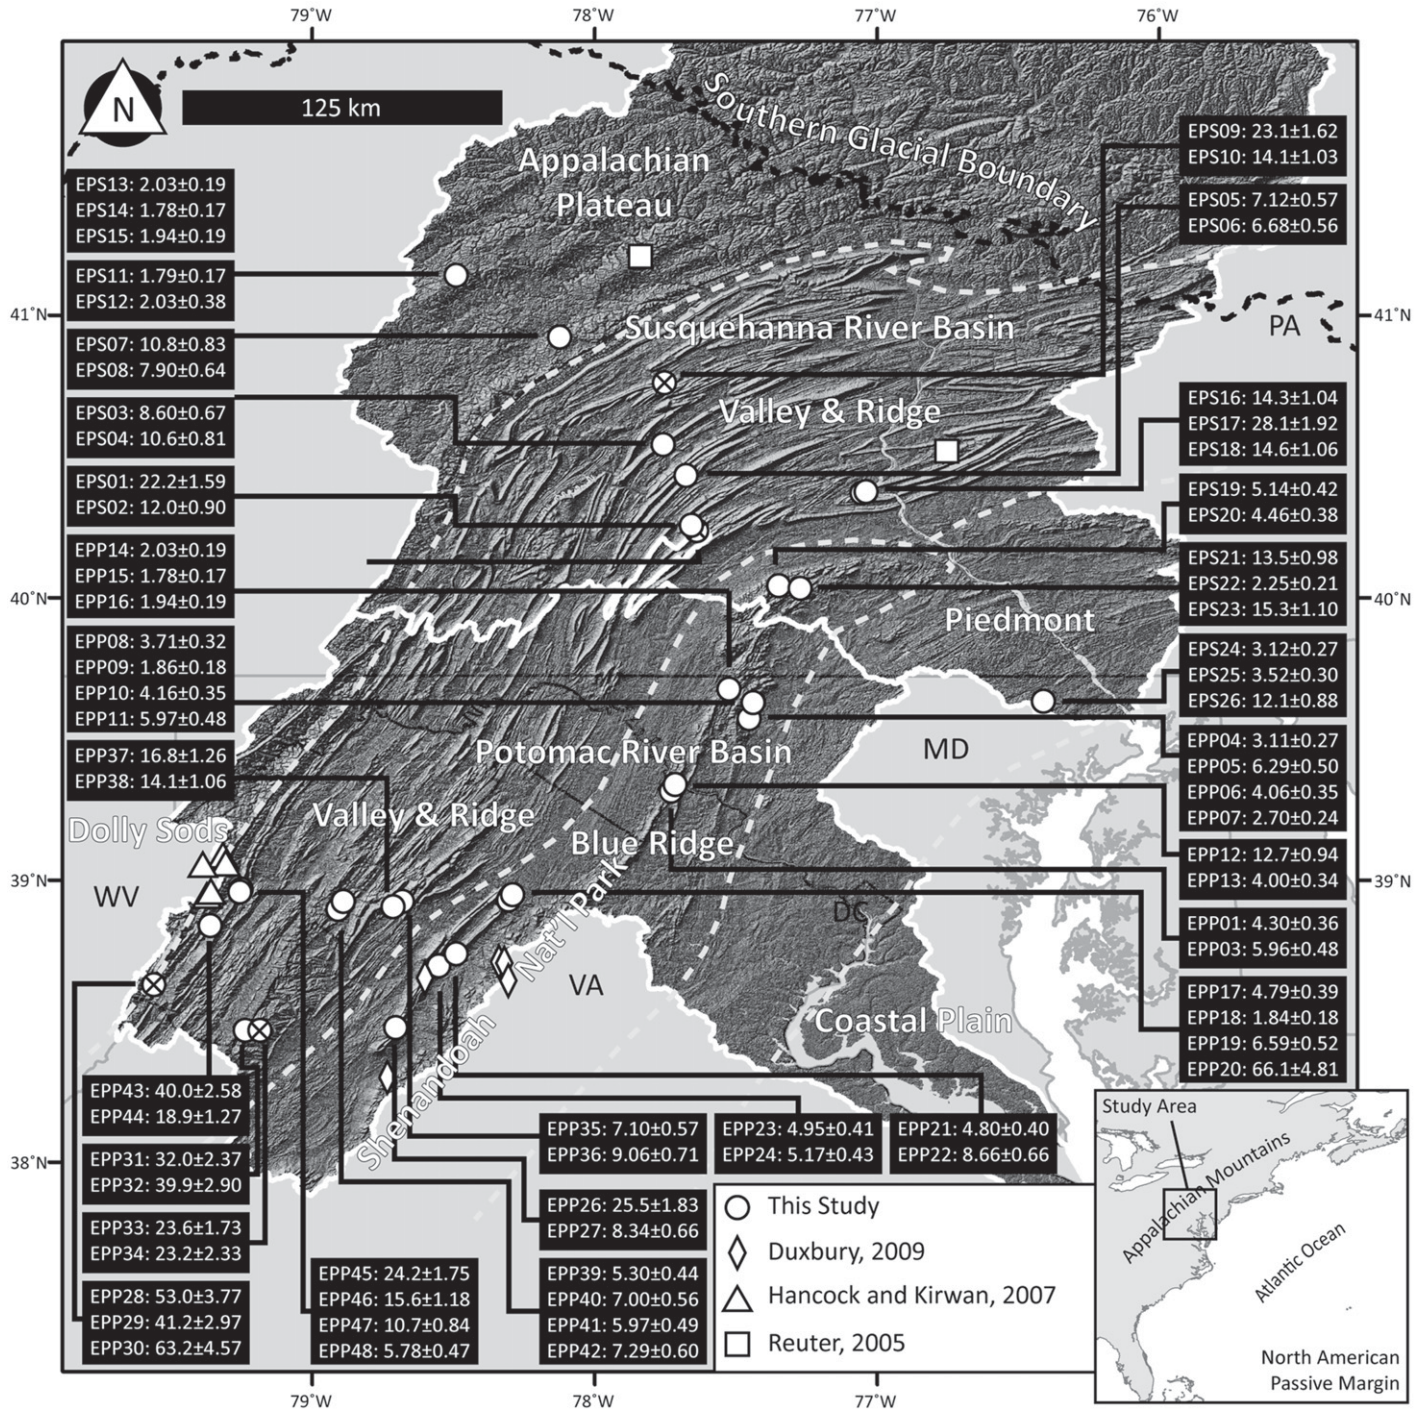 79°W
78°W
77°W
76°W
N
125 km
Southern Glacial Boundary
Appalachian
Plateau
EPS09: 23.1±1.62
EPS10: 14.1±1.03
EPS13: 2.03±0.19
EPS14: 1.78±0.17
EPS15: 1.94±0.19
EPS05: 7.12±0.57
EPS06: 6.68±0.56
EPS11: 1.79±0.17
EPS12: 2.03±0.38
41°N
41°N
Susquehanna River Basin
PA
EPS07: 10.8±0.83
EPS08: 7.90±0.64
Valley & Ridge
EPS16: 14.3±1.04
EPS17: 28.1±1.92
EPS18: 14.6±1.06
EPS03: 8.60±0.67
EPS04: 10.6±0.81
EPS01: 22.2±1.59
EPS02: 12.0±0.90
EPS19: 5.14±0.42
EPS20: 4.46±0.38
EPP14: 2.03±0.19
EPP15: 1.78±0.17
EPP16: 1.94±0.19
EPS21: 13.5±0.98
EPS22: 2.25±0.21
EPS23: 15.3±1.10
40°N
40°N
Piedmont
EPP08: 3.71±0.32
EPP09: 1.86±0.18
EPP10: 4.16±0.35
EPP11: 5.97±0.48
EPS24: 3.12±0.27
EPS25: 3.52±0.30
EPS26: 12.1±0.88
EPP37: 16.8±1.26
EPP38: 14.1±1.06
Potomac River Basin
MD
EPP04: 3.11±0.27
EPP05: 6.29±0.50
EPP06: 4.06±0.35
EPP07: 2.70±0.24
Dolly Sods
Valley & Ridge
Blue Ridge
EPP12: 12.7±0.94
EPP13: 4.00±0.34
39°N
39°N
WV
DC
EPP01: 4.30±0.36
EPP03: 5.96±0.48
Shenandoah Nat'l Park
VA
Coastal Plain
EPP17: 4.79±0.39
EPP18: 1.84±0.18
EPP19: 6.59±0.52
EPP20: 66.1±4.81
EPP43: 40.0±2.58
EPP44: 18.9±1.27
EPP31: 32.0±2.37
EPP32: 39.9±2.90
38°N
EPP33: 23.6±1.73
EPP34: 23.2±2.33
EPP28: 53.0±3.77
EPP29: 41.2±2.97
EPP30: 63.2±4.57
EPP45: 24.2±1.75
EPP46: 15.6±1.18
EPP47: 10.7±0.84
EPP48: 5.78±0.47
EPP35: 7.10±0.57
EPP36: 9.06±0.71
EPP23: 4.95±0.41
EPP24: 5.17±0.43
EPP21: 4.80±0.40
EPP22: 8.66±0.66
EPP26: 25.5±1.83
EPP27: 8.34±0.66
EPP39: 5.30±0.44
EPP40: 7.00±0.56
EPP41: 5.97±0.49
EPP42: 7.29±0.60
This Study
Duxbury, 2009
Hancock and Kirwan, 2007
Reuter, 2005
Study Area
Appalachian Mountains
Atlantic Ocean
North American
Passive Margin
79°W
78°W
77°W